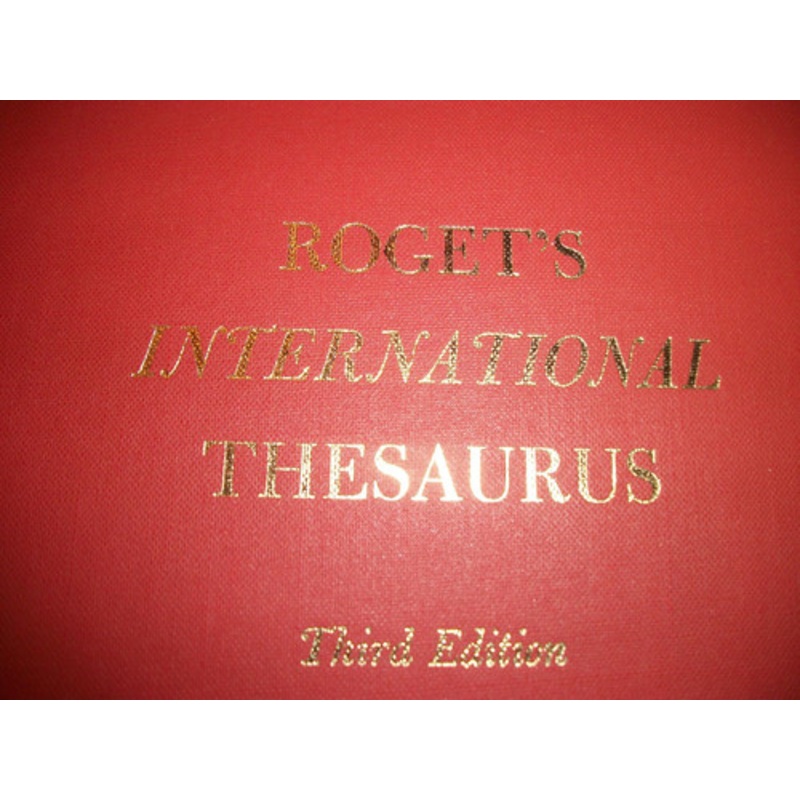 ROGET'S
INTERNATIONAL
THESAURUS
Third Edition